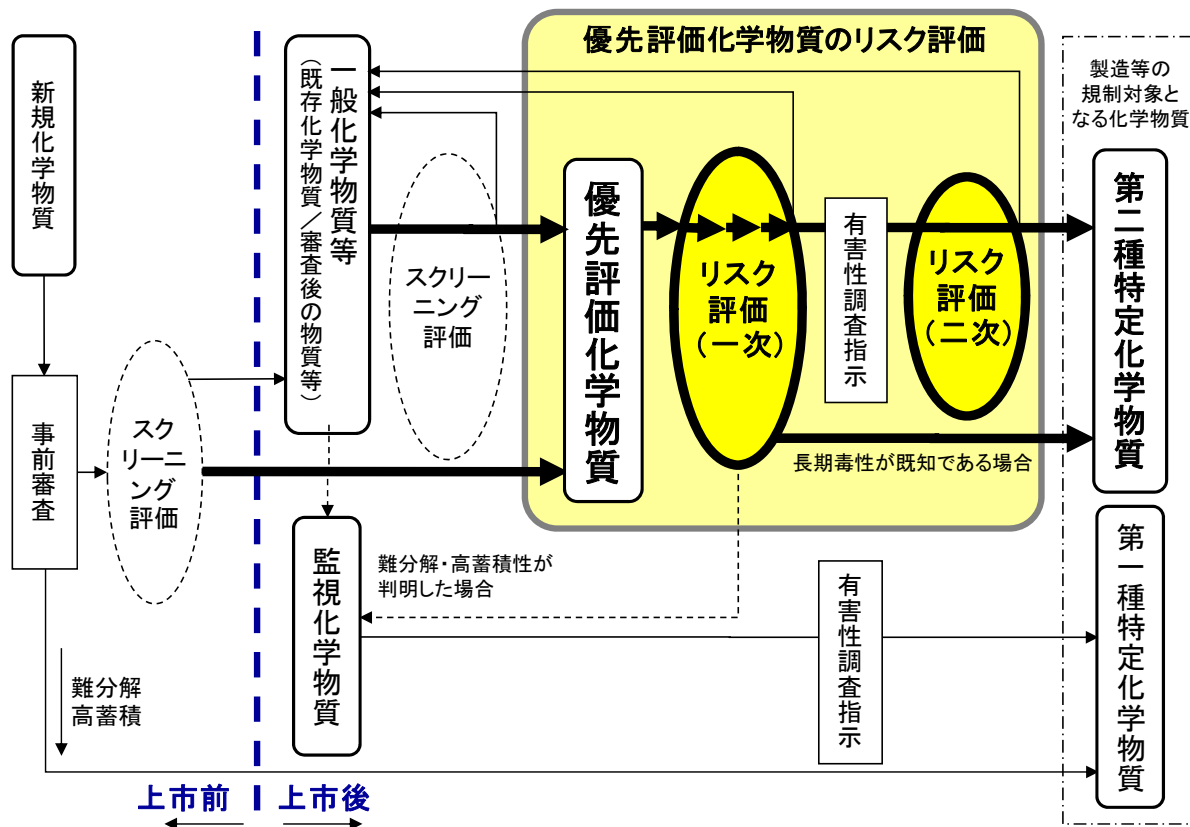 優先評価化学物質のリスク評価
新規化学物質
一般化学物質等
（既存化学物質／審査後の物質等）
製造等の
規制対象と
なる化学物質
スクリー
ニング
評価
優先評価化学物質
リスク
評価
（一次）
有害性調査指示
リスク
評価
（二次）
第二種特定化学物質
事前審査
スク
リーニ
ング
評価
長期毒性が既知である場合
監視化学物質
難分解・高蓄積性が
判明した場合
有害性調査指示
第一種特定化学物質
難分解
高蓄積
上市前
上市後